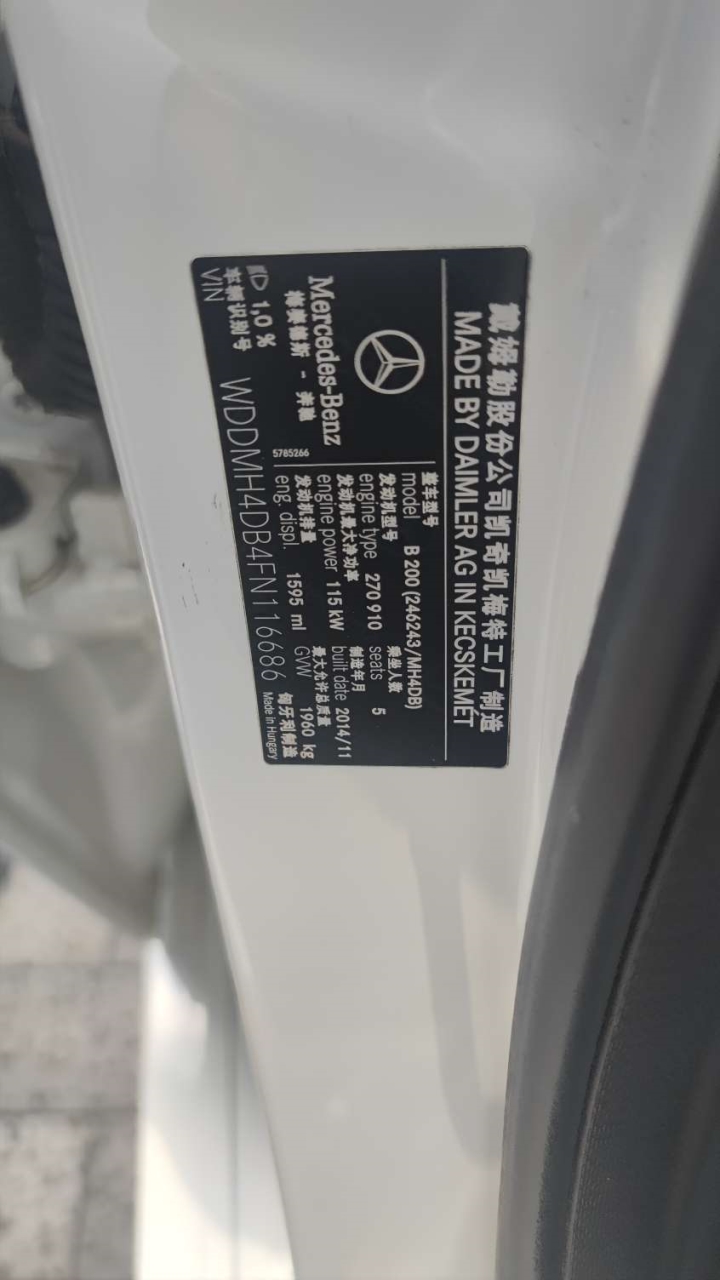 戴姆勒股份公司凯奇凯梅特工厂制造
MADE BY DAIMLER AG IN KECSKEMET
Mercedes-Benz
梅赛德斯 - 奔驰
整车型号
model B 200 (246243/MH4DB)
发动机型号 乘坐人数
engine type 270 910 seats 5
发动机最大净功率 制造年月
engine power 115 kW built date 2014/11
发动机排量 最大允许总质量
eng. displ. 1595 ml GVW 1960 kg
5785266
1,0 %
车辆识别号
VIN WDDMH4DB4FN116686
匈牙利制造
Made in Hungary